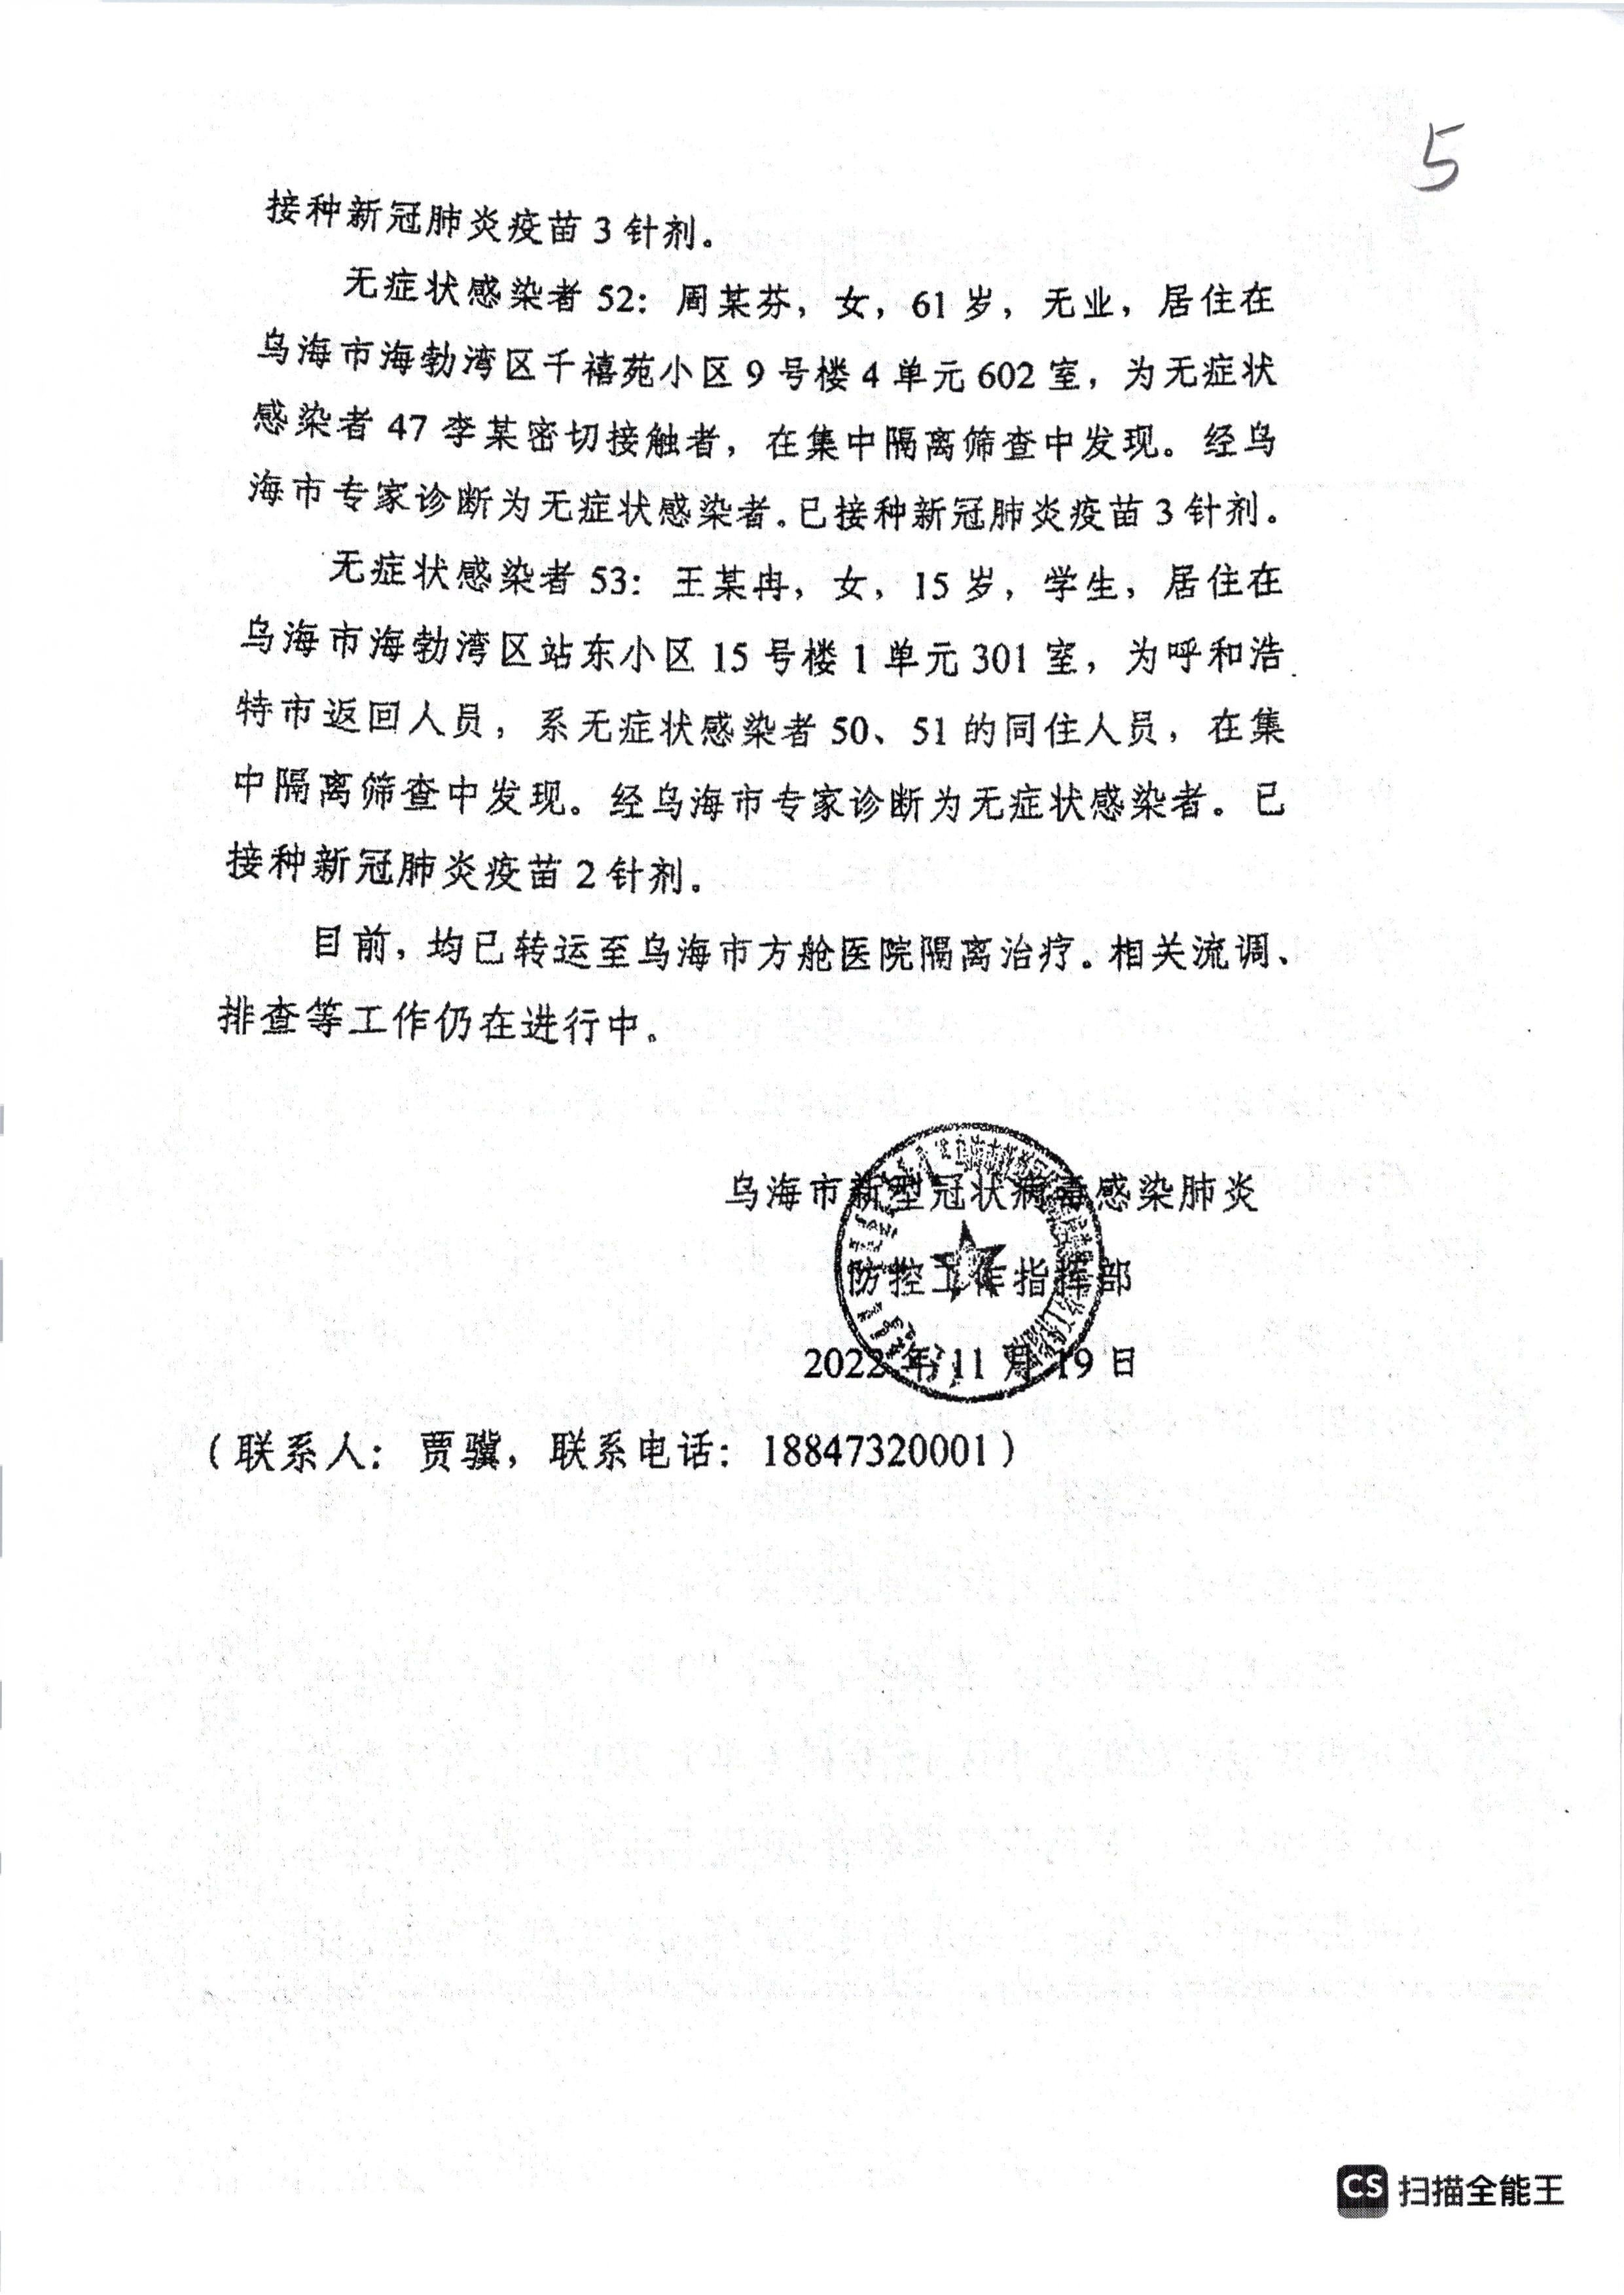 5
接种新冠肺炎疫苗3针剂。
无症状感染者52：周某芬，女，61岁，无业，居住在
乌海市海勃湾区千禧苑小区9号楼4单元602室，为无症状
感染者47李某密切接触者，在集中隔离筛查中发现。经乌
海市专家诊断为无症状感染者。已接种新冠肺炎疫苗3针剂。
无症状感染者53：王某冉，女，15岁，学生，居住在
乌海市海勃湾区站东小区15号楼1单元301室，为呼和浩
特市返回人员，系无症状感染者50、51的同住人员，在集
中隔离筛查中发现。经乌海市专家诊断为无症状感染者。已
接种新冠肺炎疫苗2针剂。
目前，均已转运至乌海市方舱医院隔离治疗。相关流调、
排查等工作仍在进行中。
乌海市新型冠状病毒感染肺炎
防控工作指挥部
2022年11月19日
（联系人：贾骥，联系电话：18847320001）
CS 扫描全能王